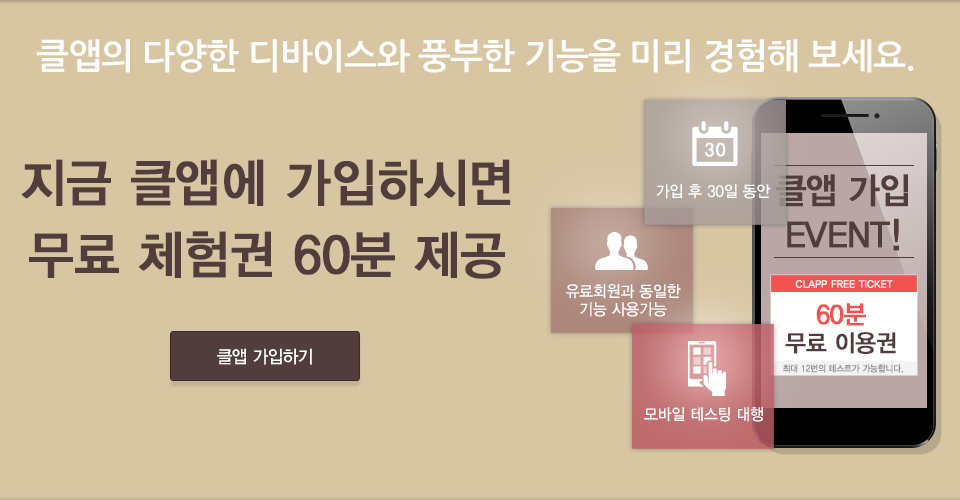 클앱의 다양한 디바이스와 풍부한 기능을 미리 경험해 보세요.
지금 클앱에 가입하시면
무료 체험권 60분 제공
클앱 가입하기
30
가입 후 30일 동안
유료회원과 동일한
기능 사용가능
모바일 테스팅 대행
클앱 가입
EVENT!
CLAPP FREE TICKET
60분
무료 이용권
최대 12번의 테스트가 가능합니다.